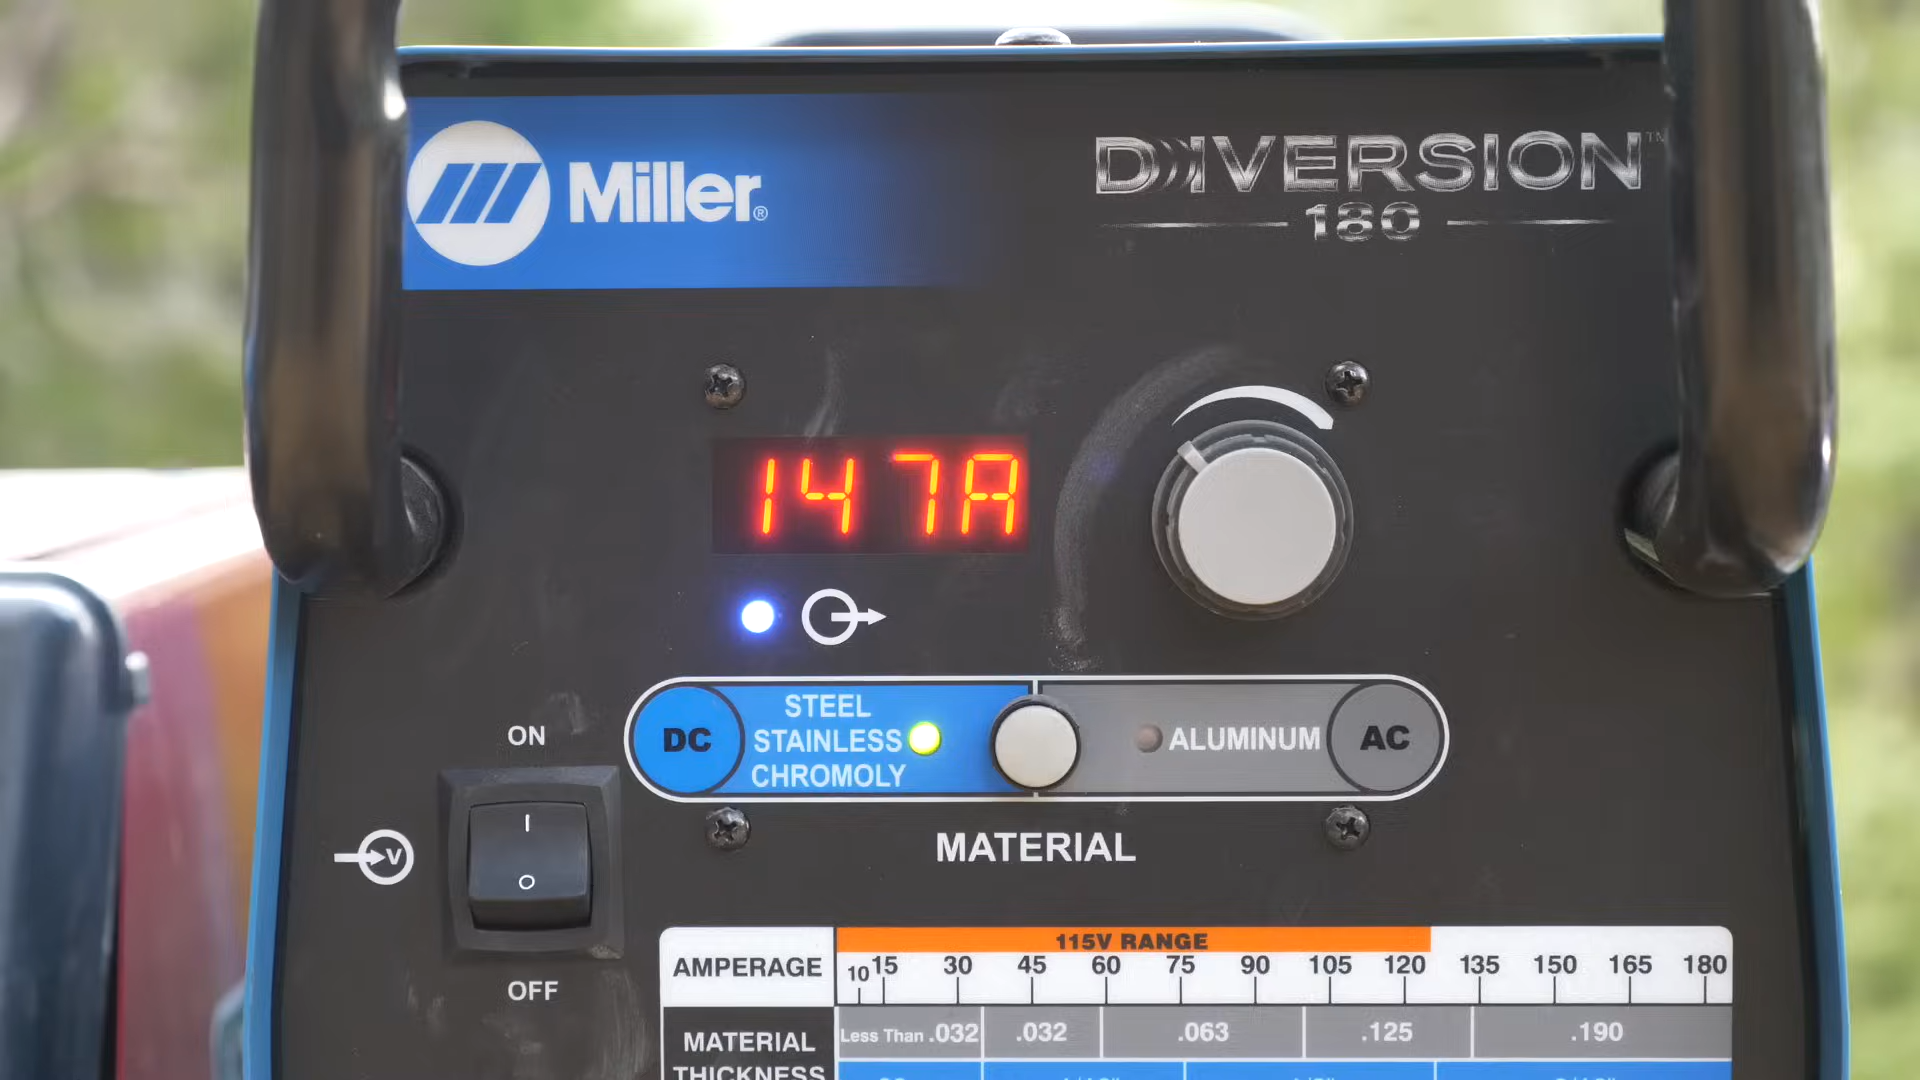 Miller®
DIVERSION™
180
147A
DC
STEEL
STAINLESS
CHROMOLY
ALUMINUM
AC
ON
MATERIAL
V
I
O
OFF
115V RANGE
AMPERAGE
10 15 30 45 60 75 90 105 120 135 150 165 180
MATERIAL
THICKNESS
Less Than .032 .032 .063 .125 .190